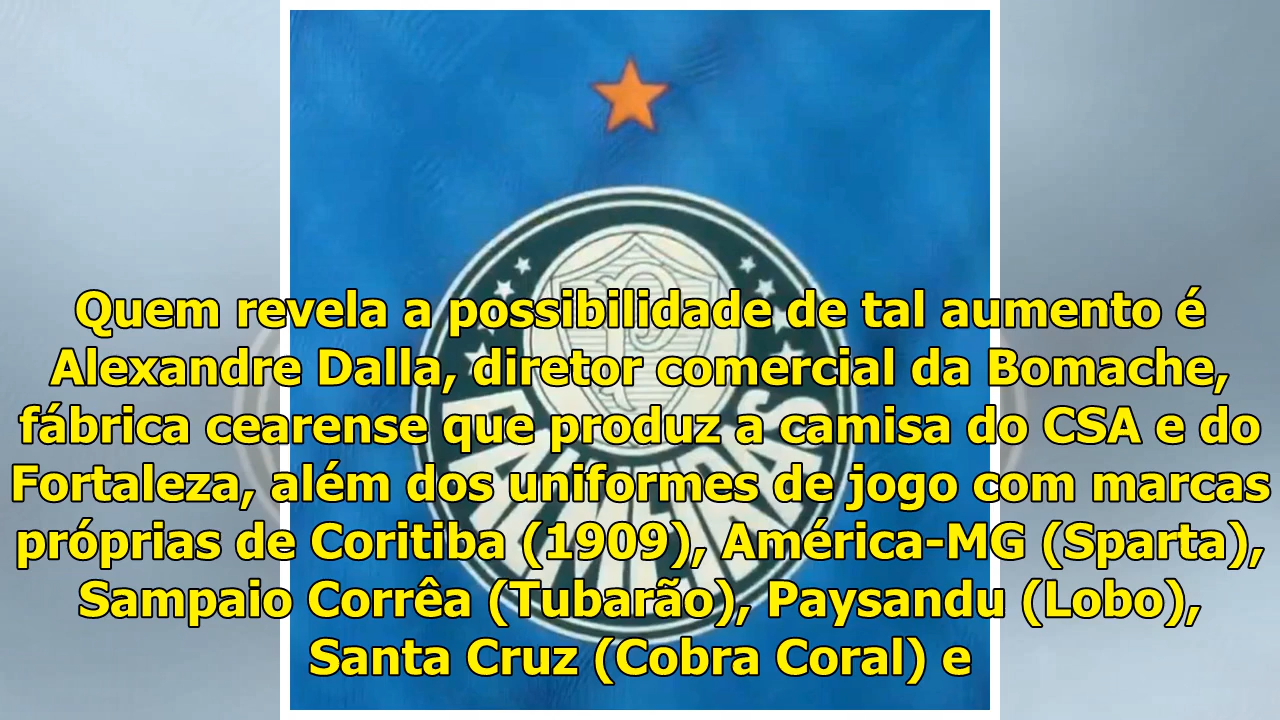 Quem revela a possibilidade de tal aumento é
Alexandre Dalla, diretor comercial da Bomache,
fábrica cearense que produz a camisa do CSA e do
Fortaleza, além dos uniformes de jogo com marcas
próprias de Coritiba (1909), América-MG (Sparta),
Sampaio Corrêa (Tubarão), Paysandu (Lobo),
Santa Cruz (Cobra Coral) e
P
PALMEIRAS